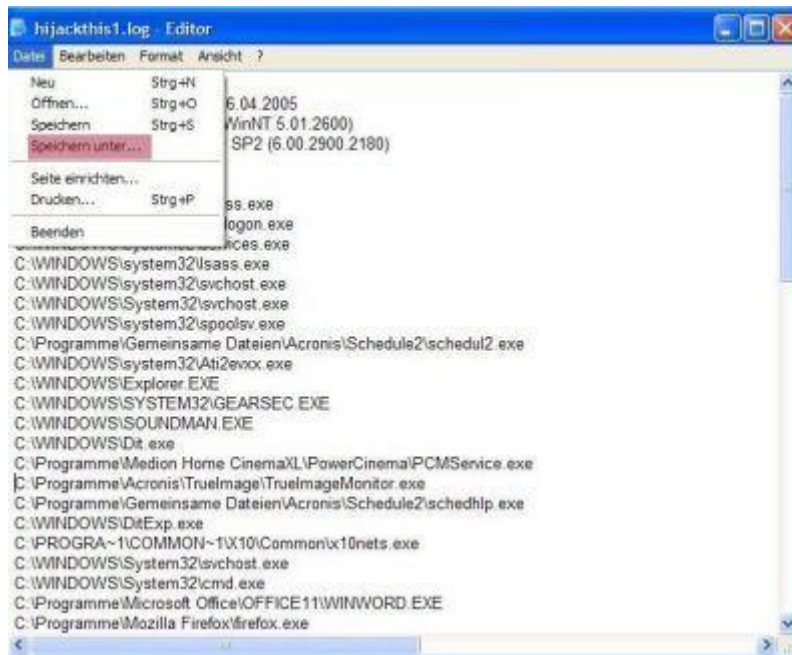 hijackthis1.log - Editor
Datei Bearbeiten Format Ansicht ?
Neu Strg+N
Öffnen... Strg+O
Speichern Strg+S
Speichern unter...
Seite einrichten...
Drucken... Strg+P
Beenden
6.04.2005
WinNT 5.01.2600)
SP2 (6.00.2900.2180)
ss.exe
logon.exe
ices.exe
C:\WINDOWS\system32\lsass.exe
C:\WINDOWS\system32\svchost.exe
C:\WINDOWS\System32\svchost.exe
C:\WINDOWS\system32\spoolsv.exe
C:\Programme\Gemeinsame Dateien\Acronis\Schedule2\schedul2.exe
C:\WINDOWS\system32\Ati2evxx.exe
C:\WINDOWS\Explorer.EXE
C:\WINDOWS\SYSTEM32\GEARSEC.EXE
C:\WINDOWS\SOUNDMAN.EXE
C:\WINDOWS\Dit.exe
C:\Programme\Medion Home CinemaXL\PowerCinema\PCMService.exe
C:\Programme\Acronis\TrueImage\TrueImageMonitor.exe
C:\Programme\Gemeinsame Dateien\Acronis\Schedule2\schedhlp.exe
C:\WINDOWS\DitExp.exe
C:\PROGRA~1\COMMON~1\X10\Common\x10nets.exe
C:\WINDOWS\System32\svchost.exe
C:\WINDOWS\System32\cmd.exe
C:\Programme\Microsoft Office\OFFICE11\WINWORD.EXE
C:\Programme\Mozilla Firefox\firefox.exe